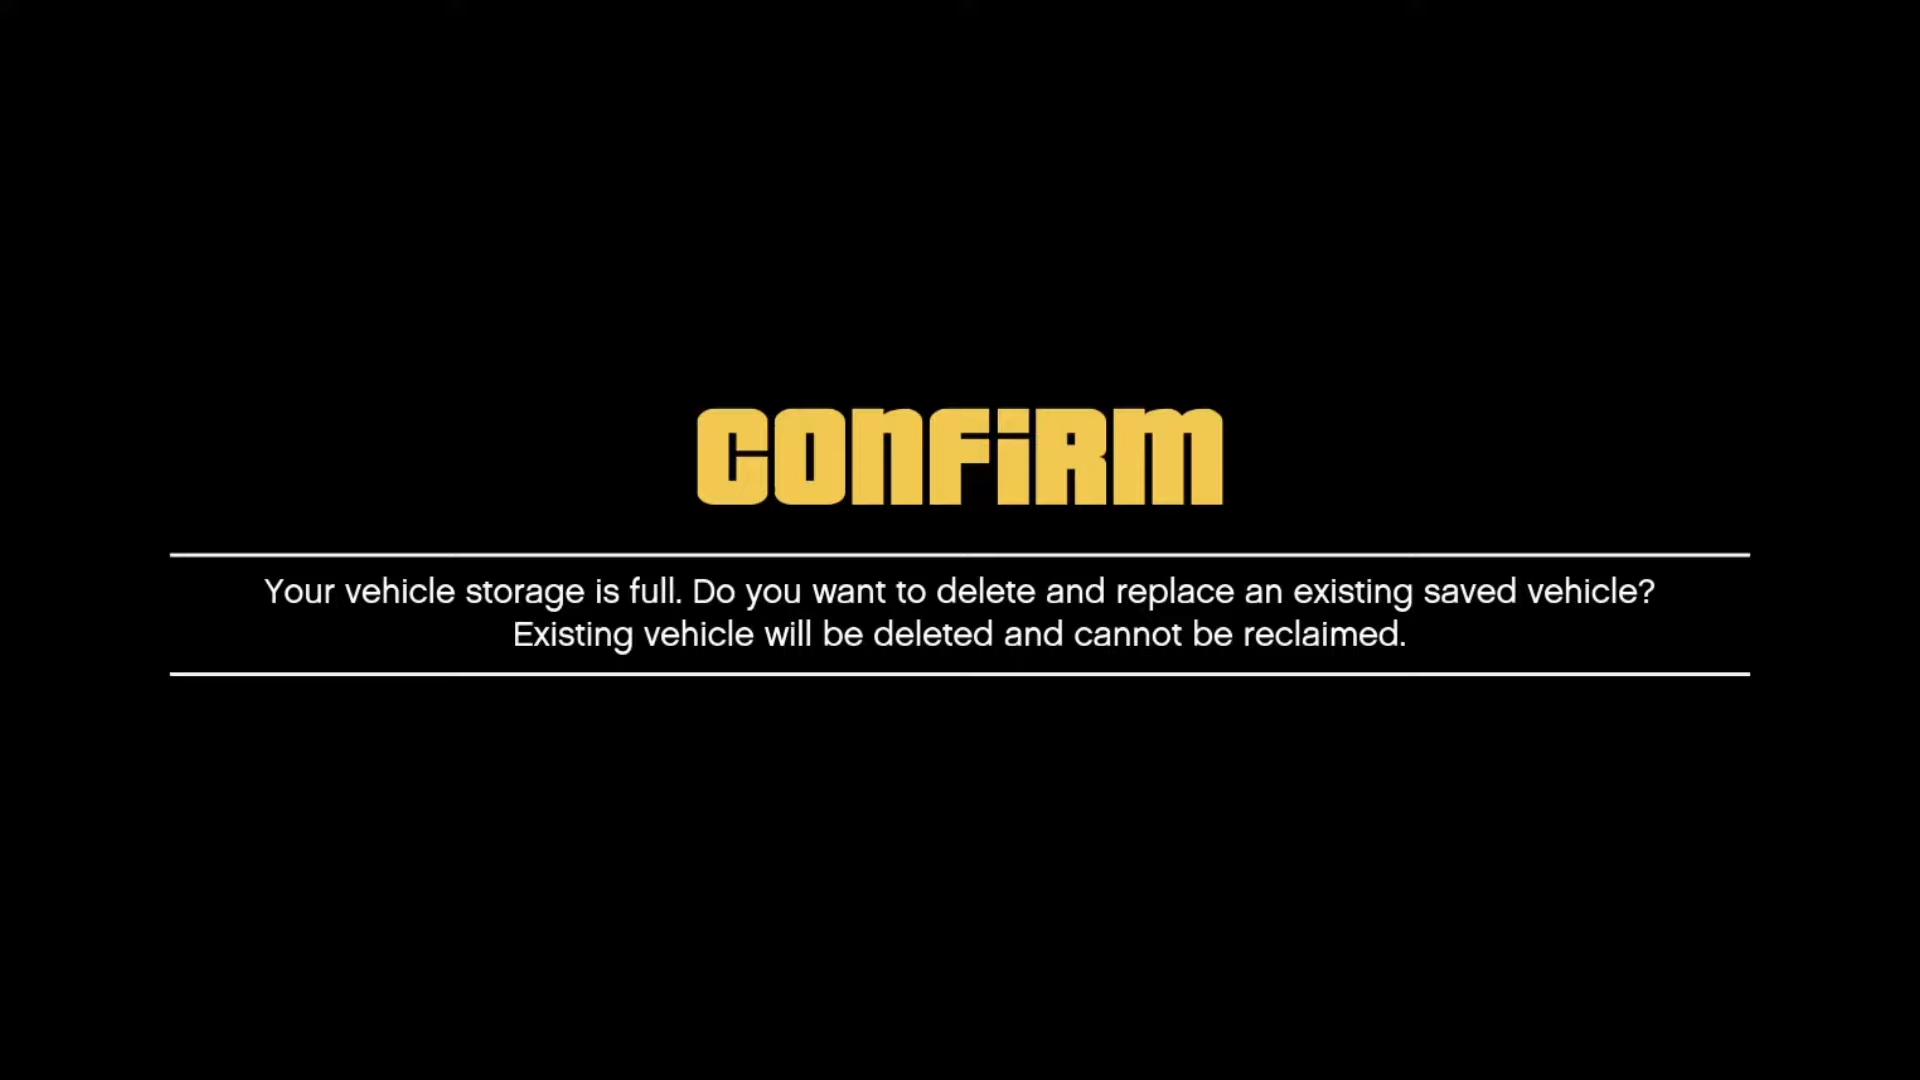 CONFIRM
Your vehicle storage is full. Do you want to delete and replace an existing saved vehicle?
Existing vehicle will be deleted and cannot be reclaimed.